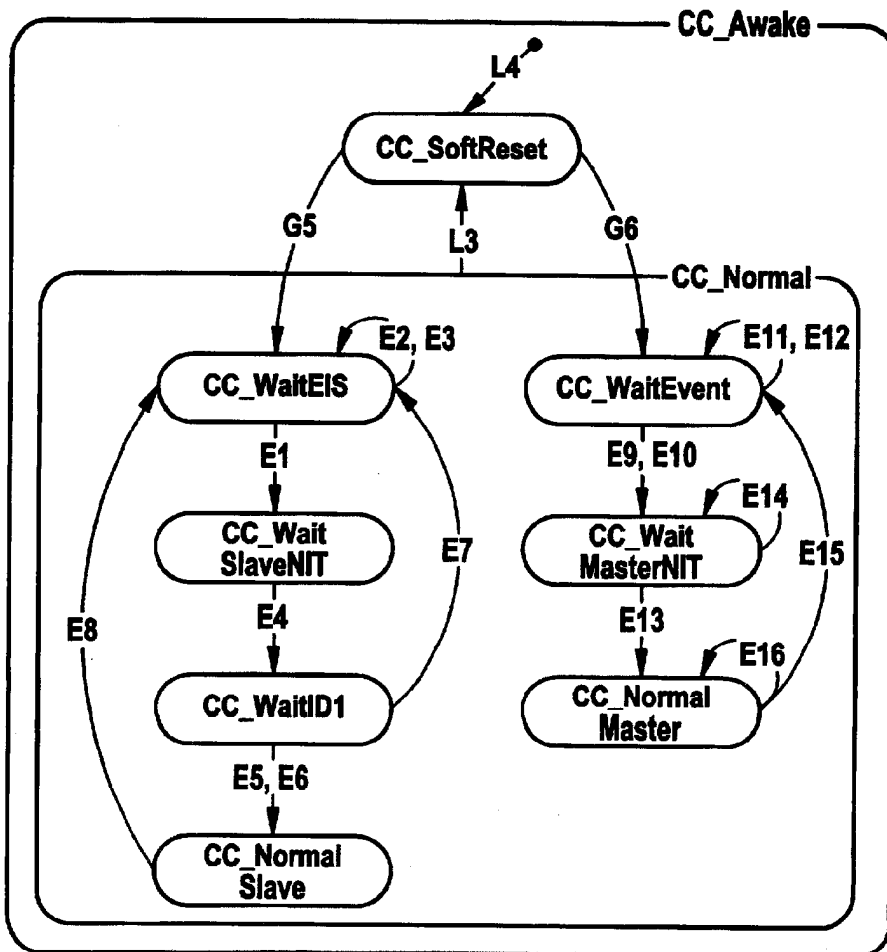 CC_Awake
L4
CC_SoftReset
G5
L3
G6
CC_Normal
E2, E3
E11, E12
CC_WaitEIS
CC_WaitEvent
E1
E9, E10
CC_Wait
SlaveNIT
E7
E14
CC_Wait
MasterNIT
E15
E8
E4
E13
CC_WaitID1
E16
CC_Normal
Master
E5, E6
CC_Normal
Slave